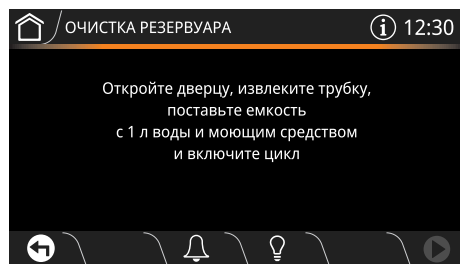 ОЧИСТКА РЕЗЕРВУАРА
12:30
Откройте дверцу, извлеките трубку,
поставьте емкость
с 1 л воды и моющим средством
и включите цикл